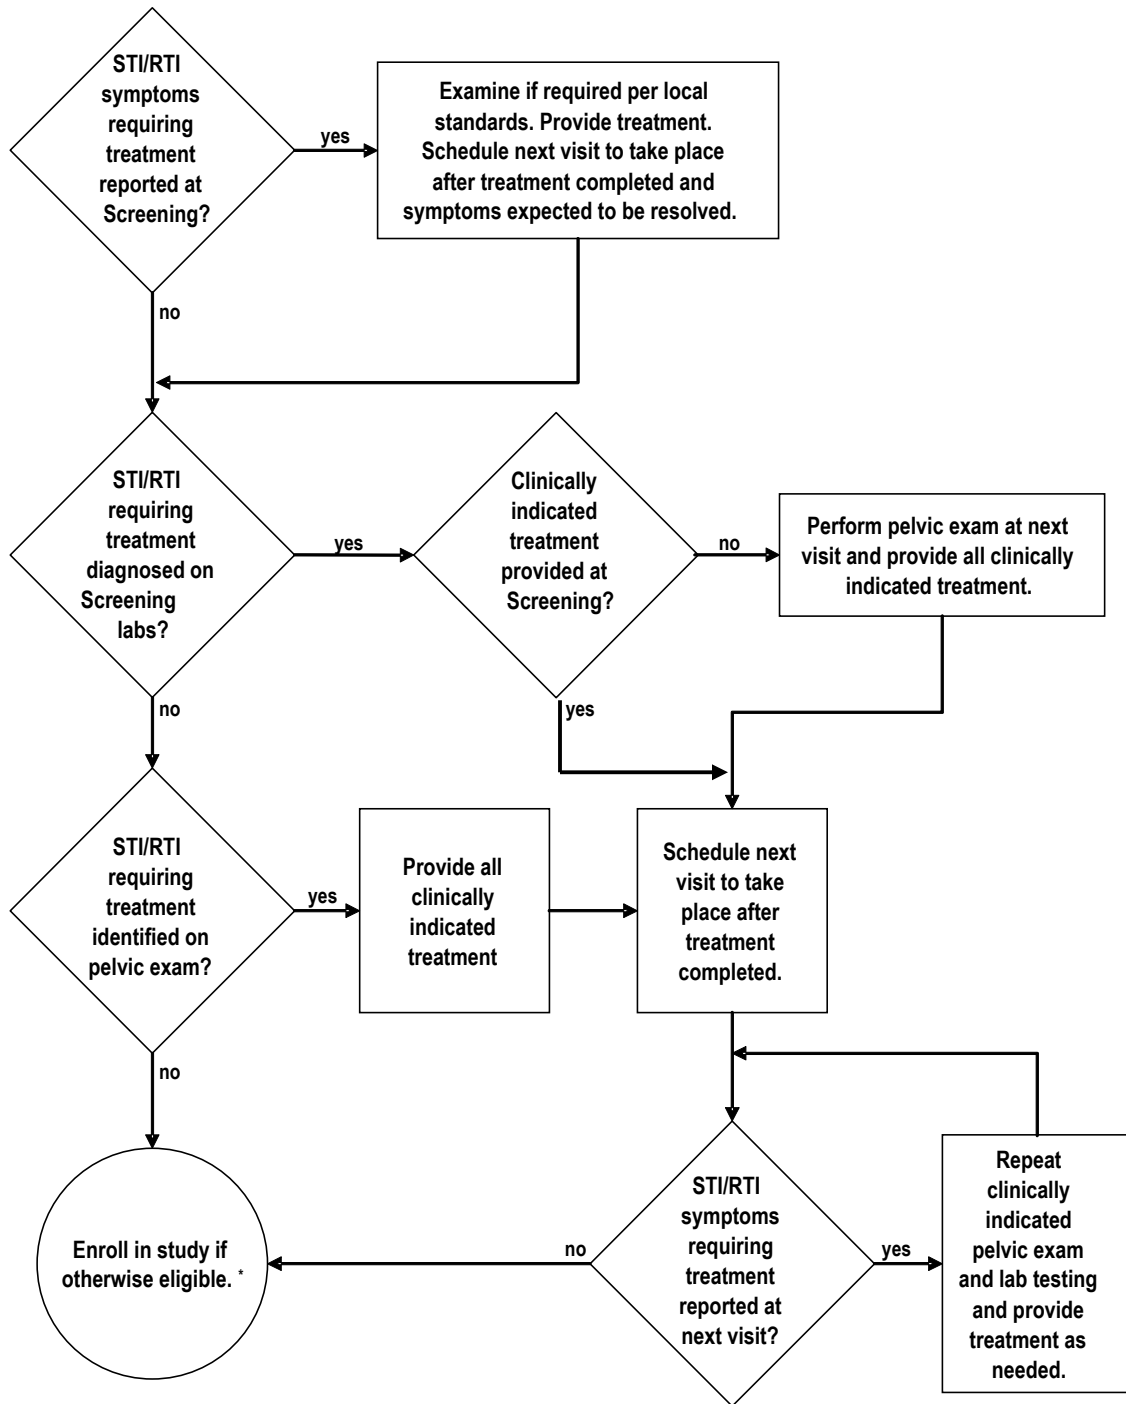 STI/RTI
symptoms
requiring
treatment
reported at
Screening?
yes
Examine if required per local
standards. Provide treatment.
Schedule next visit to take place
after treatment completed and
symptoms expected to be resolved.
no
STI/RTI
requiring
treatment
diagnosed on
Screening
labs?
yes
Clinically
indicated
treatment
provided at
Screening?
no
Perform pelvic exam at next
visit and provide all clinically
indicated treatment.
no
yes
STI/RTI
requiring
treatment
identified on
pelvic exam?
yes
Provide all
clinically
indicated
treatment
Schedule next
visit to take
place after
treatment
completed.
no
Enroll in study if
otherwise eligible. *
no
STI/RTI
symptoms
requiring
treatment
reported at
next visit?
yes
Repeat
clinically
indicated
pelvic exam
and lab testing
and provide
treatment as
needed.